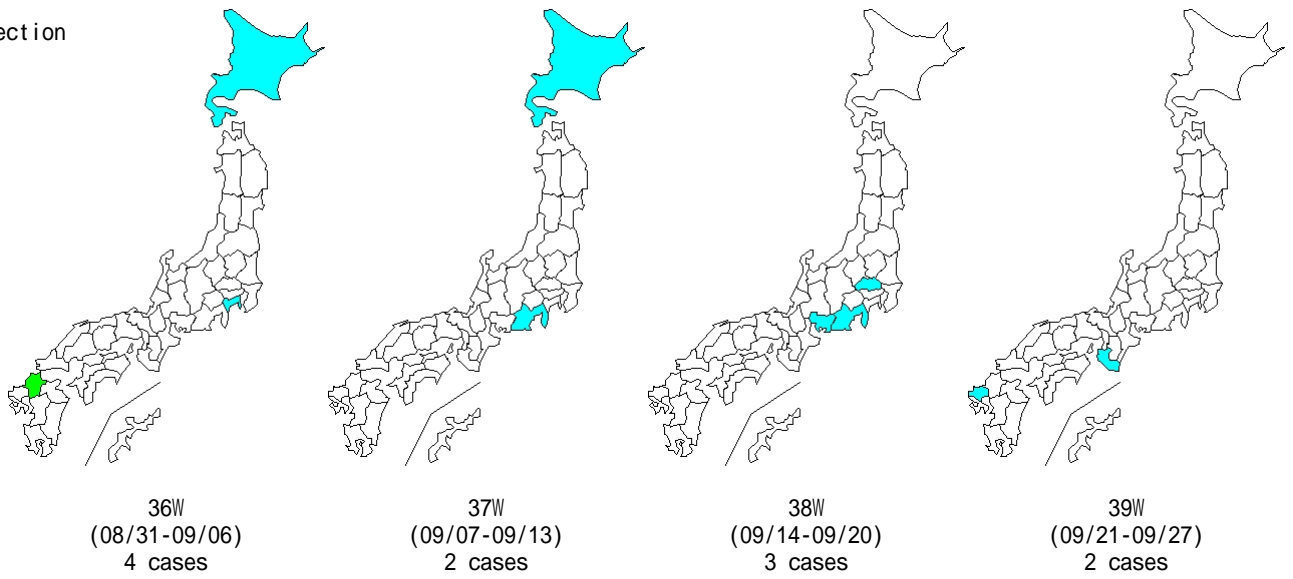 ection
36W
(08/31-09/06)
4 cases
37W
(09/07-09/13)
2 cases
38W
(09/14-09/20)
3 cases
39W
(09/21-09/27)
2 cases